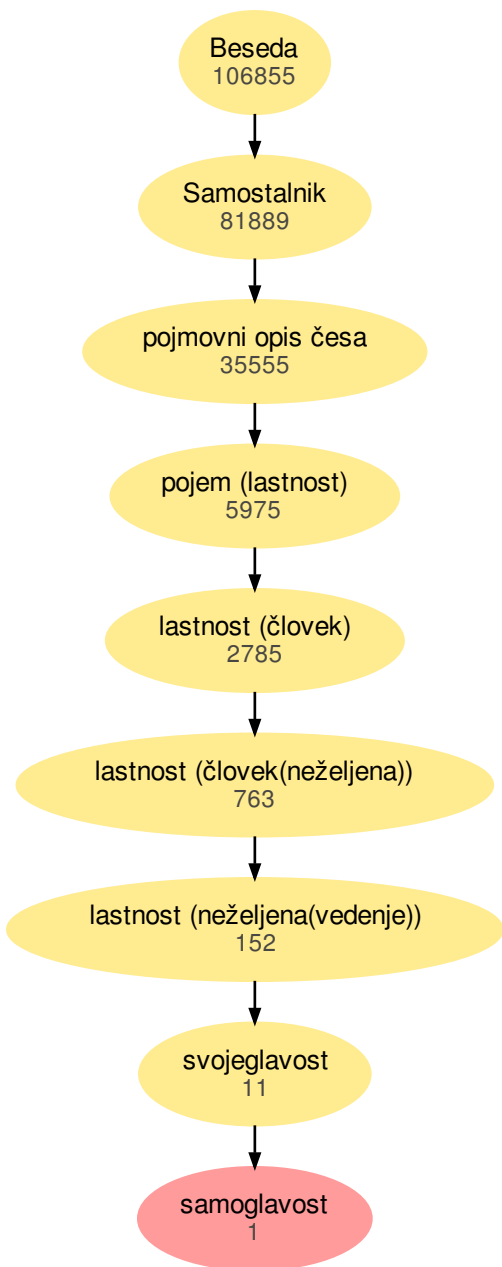 Beseda
106855
Samostalnik
81889
pojmovni opis česa
35555
pojem (lastnost)
5975
lastnost (človek)
2785
lastnost (človek(neželjena))
763
lastnost (neželjena(vedenje))
152
svojeglavost
11
samoglavost
1